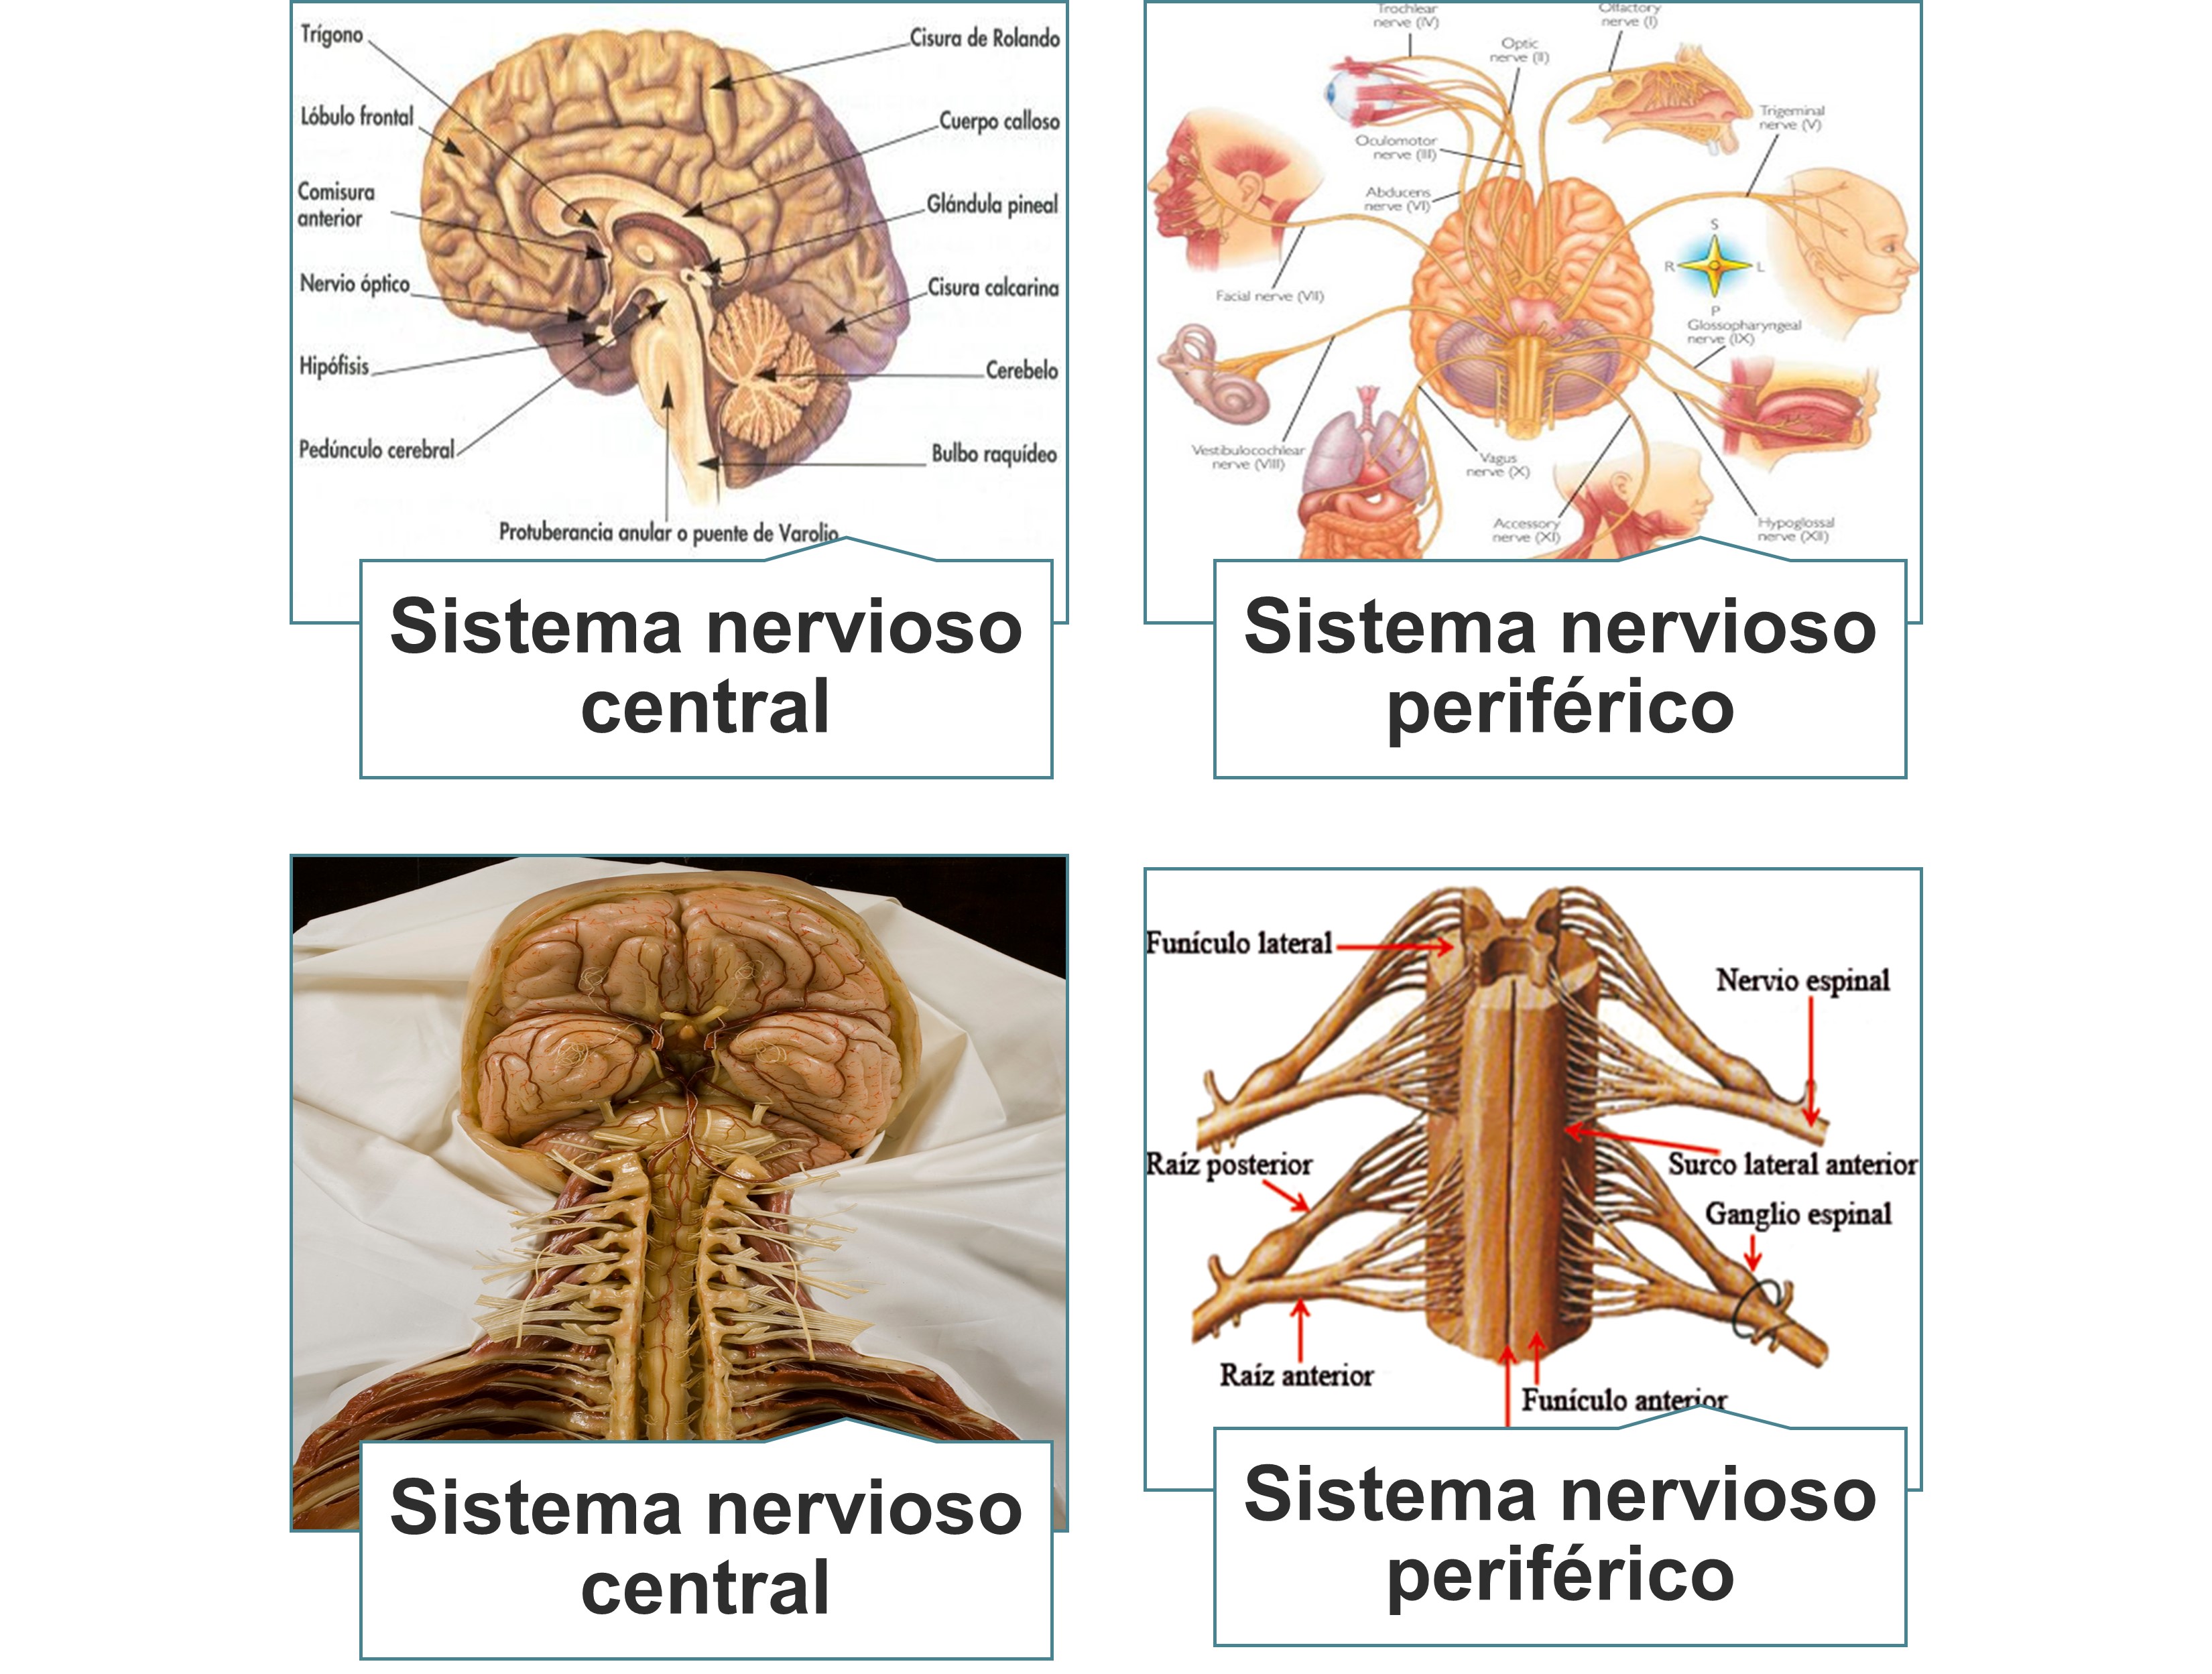 Trígono
Cisura de Rolando
Lóbulo frontal
Cuerpo calloso
Comisura
anterior
Glándula pineal
Nervio óptico
Cisura calcarina
Hipófisis
Cerebelo
Pedúnculo cerebral
Bulbo raquídeo
Protuberancia anular o puente de Varolio
Sistema nervioso
central
Trochlear
nerve (IV)
Olfactory
nerve (I)
Optic
nerve (II)
Trigeminal
nerve (V)
Oculomotor
nerve (III)
Abducens
nerve (VI)
S
R
L
P
Facial nerve (VII)
Glossopharyngeal
nerve (IX)
Vestibulocochlear
nerve (VIII)
Vagus
nerve (X)
Accessory
nerve (XI)
Hypoglossal
nerve (XII)
Sistema nervioso
periférico
Sistema nervioso
central
Funículo lateral
Nervio espinal
Raíz posterior
Surco lateral anterior
Ganglio espinal
Raíz anterior
Funículo anterior
Sistema nervioso
periférico